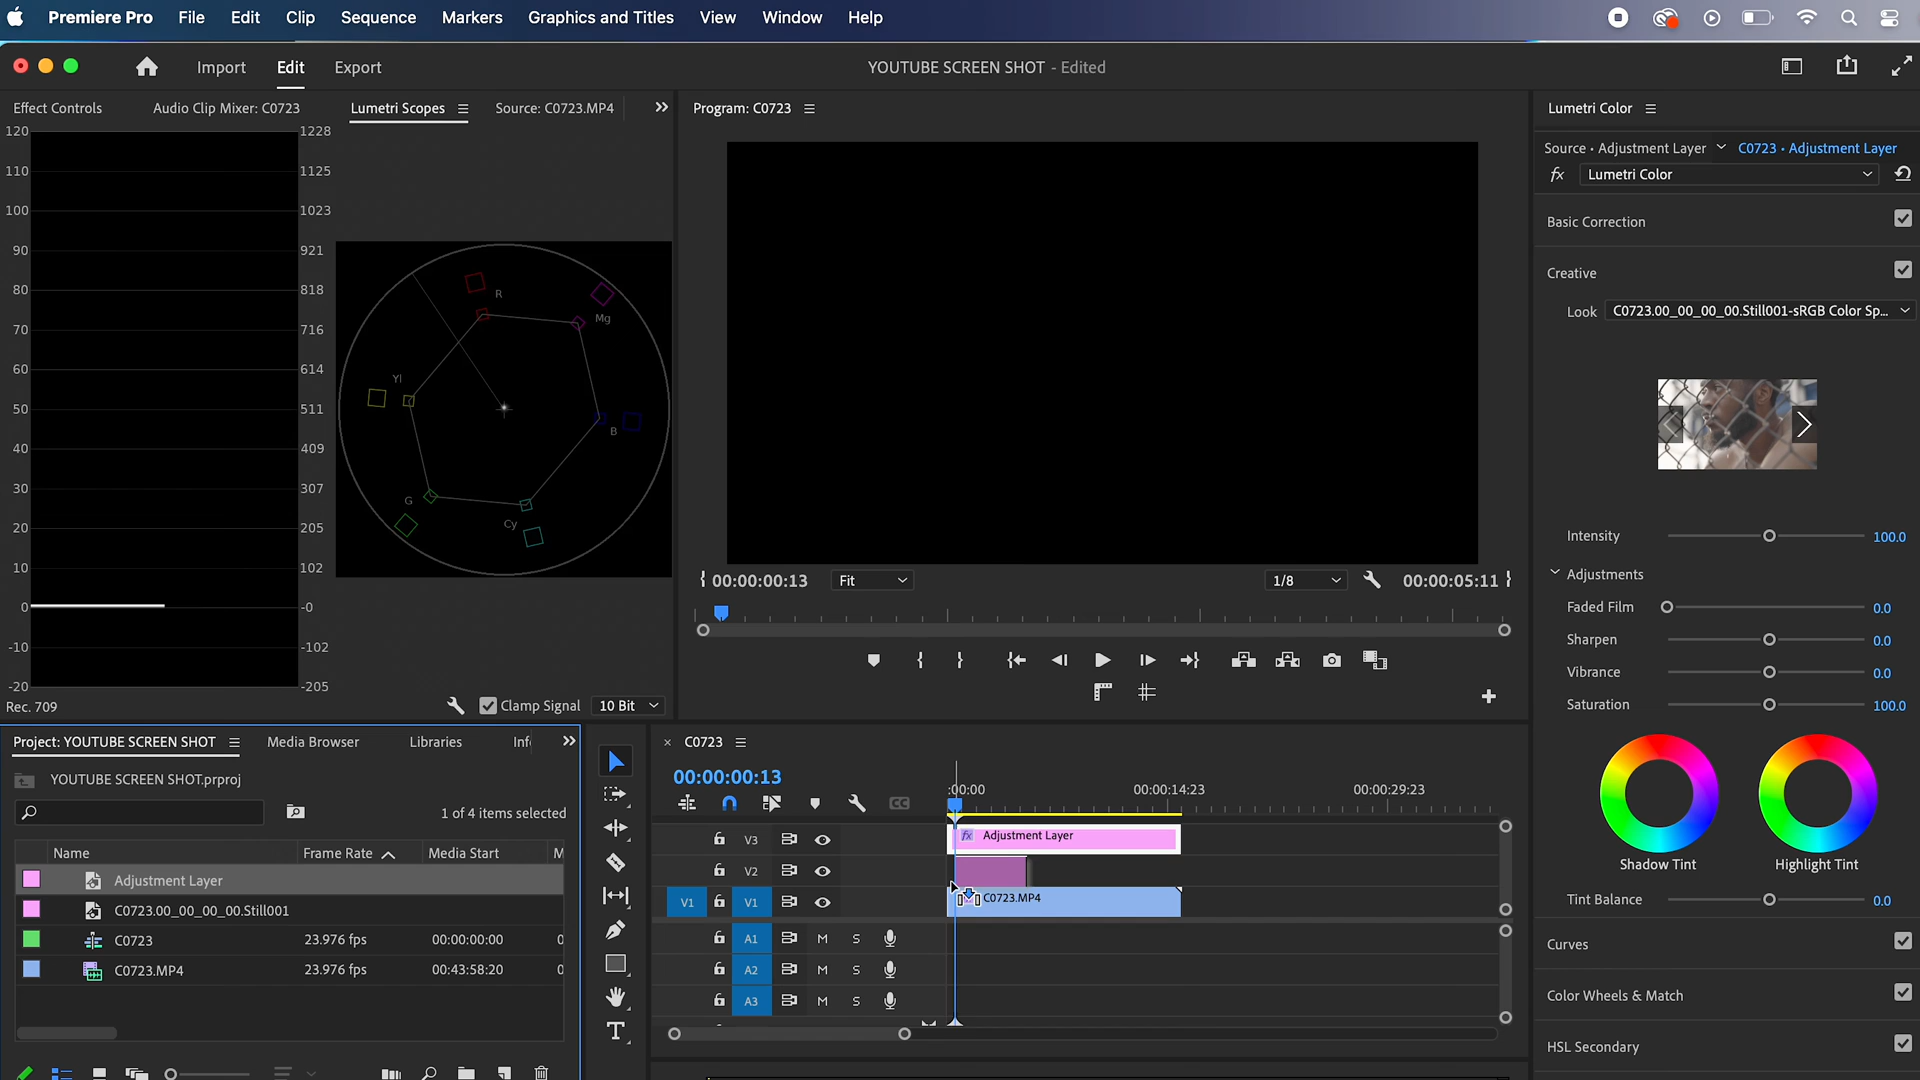 Premiere Pro File Edit Clip Sequence Markers Graphics and Titles View Window Help
Import Edit Export
YOUTUBE SCREEN SHOT - Edited
Effect Controls Audio Clip Mixer: C0723 Lumetri Scopes Source: C0723.MP4
120 1228
110 1125
100 1023
90 921
80 818
70 716
60 614
50 511
40 409
30 307
20 205
10 102
0 -0
-10 -102
-20 -205
R
Mg
Yl
B
G
Cy
Rec. 709
Clamp Signal 10 Bit
Program: C0723
00:00:00:13 Fit 1/8 00:00:05:11
Lumetri Color
Source • Adjustment Layer C0723 • Adjustment Layer
fx Lumetri Color
Basic Correction
Creative
Look C0723.00_00_00_00.Still001-sRGB Color Sp...
Intensity 100.0
Adjustments
Faded Film 0.0
Sharpen 0.0
Vibrance 0.0
Saturation 100.0
Shadow Tint Highlight Tint
Tint Balance 0.0
Curves
Color Wheels & Match
HSL Secondary
Project: YOUTUBE SCREEN SHOT Media Browser Libraries Inf
YOUTUBE SCREEN SHOT.prproj
1 of 4 items selected
Name Frame Rate Media Start M
Adjustment Layer
C0723.00_00_00_00.Still001
C0723 23.976 fps 00:00:00:00 0
C0723.MP4 23.976 fps 00:43:58:20 0
T
× C0723
00:00:00:13
:00:00 00:00:14:23 00:00:29:23
CC
V3 fx Adjustment Layer
V2
V1 V1 C0723.MP4
A1 M S
A2 M S
A3 M S